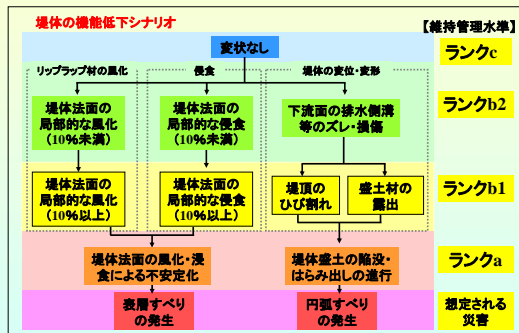 堤体の機能低下シナリオ
【維持管理水準】
変状なし
ランクc
リップラップ材の風化
侵食
堤体の変位・変形
堤体法面の
局部的な風化
(10%未満)
堤体法面の
局部的な侵食
(10%未満)
下流面の排水側溝
等のズレ・損傷
ランクb2
堤体法面の
局部的な風化
(10%以上)
堤体法面の
局部的な侵食
(10%以上)
堤頂の
ひび割れ
盛土材の
露出
ランクb1
堤体法面の風化・浸
食による不安定化
堤体盛土の陥没・
はらみ出しの進行
ランクa
表層すべり
の発生
円弧すべり
の発生
想定される
災害